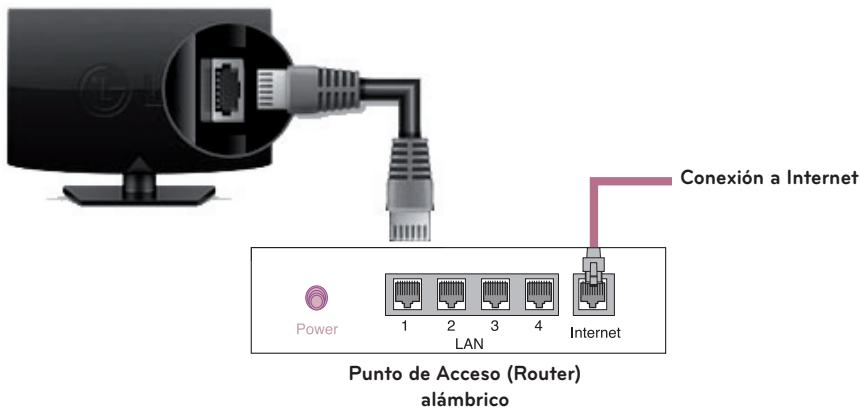 Conexión a Internet
Power
1 2 3 4
LAN
Internet
Punto de Acceso (Router)
alámbrico